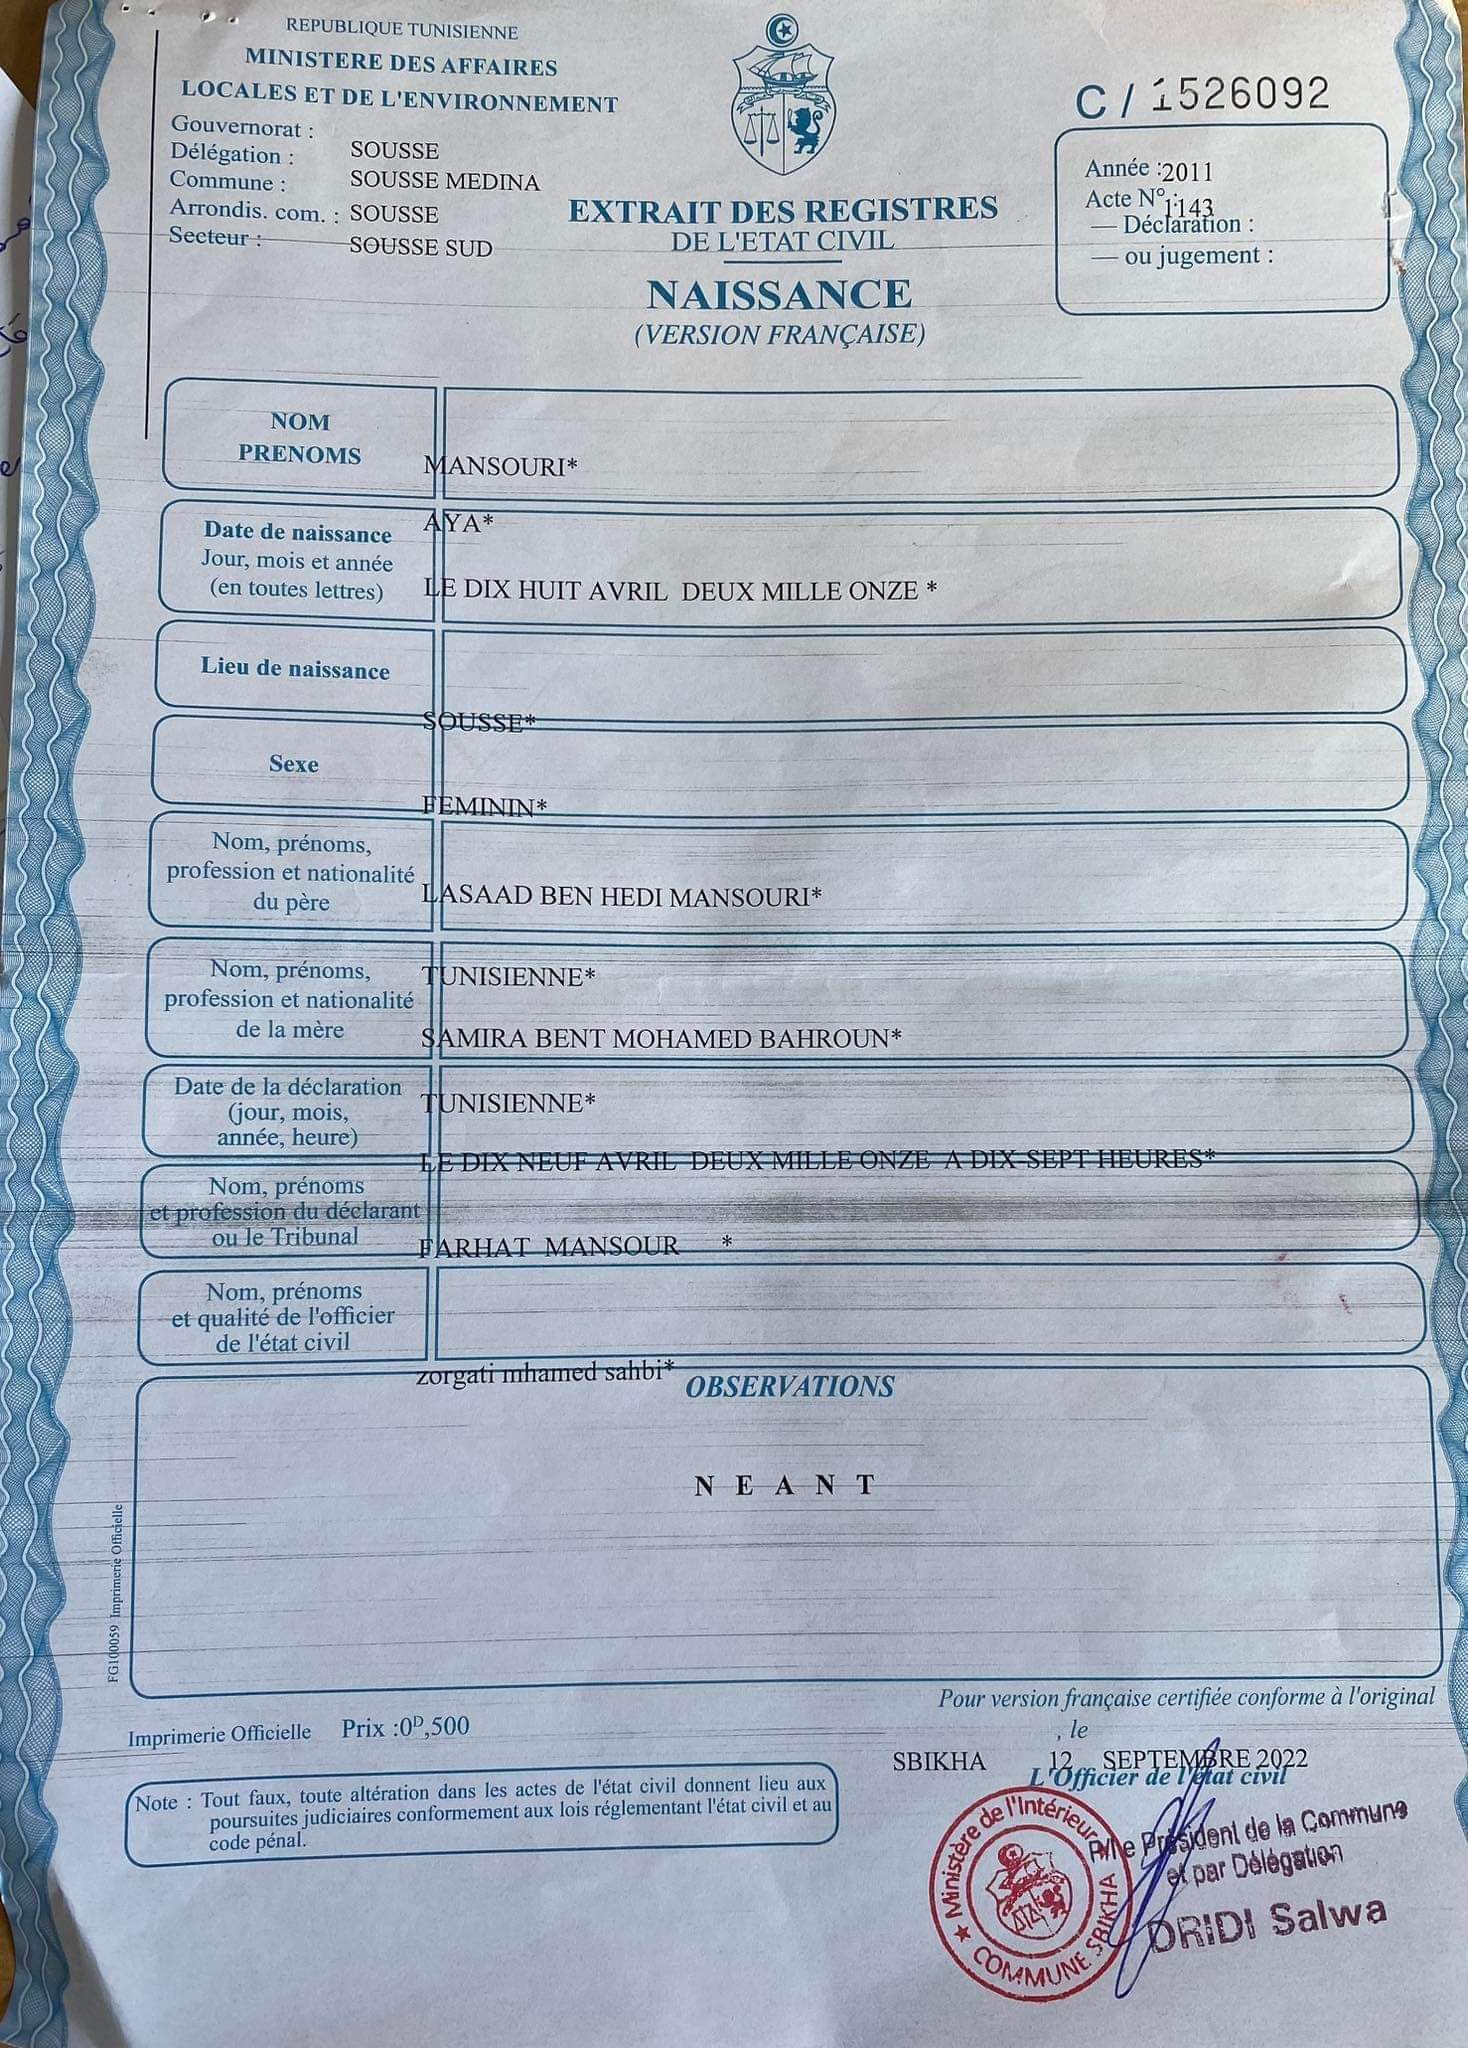 REPUBLIQUE TUNISIENNE
MINISTERE DES AFFAIRES
LOCALES ET DE L'ENVIRONNEMENT
Gouvernorat :
Délégation : SOUSSE
Commune : SOUSSE MEDINA
Arrondis. com. : SOUSSE
Secteur : SOUSSE SUD
EXTRAIT DES REGISTRES
DE L'ETAT CIVIL
NAISSANCE
(VERSION FRANÇAISE)
C / 1526092
Année :2011
Acte N° : 1143
— Déclaration :
— ou jugement :
NOM
PRENOMS
MANSOURI*
AYA*
Date de naissance
Jour, mois et année
(en toutes lettres)
LE DIX HUIT AVRIL DEUX MILLE ONZE *
Lieu de naissance
SOUSSE*
Sexe
FEMININ*
Nom, prénoms,
profession et nationalité
du père
LASAAD BEN HEDI MANSOURI*
TUNISIENNE*
Nom, prénoms,
profession et nationalité
de la mère
SAMIRA BENT MOHAMED BAHROUN*
TUNISIENNE*
Date de la déclaration
(jour, mois,
année, heure)
LE DIX NEUF AVRIL DEUX MILLE ONZE A DIX SEPT HEURES*
Nom, prénoms
et profession du déclarant
ou le Tribunal
FARHAT MANSOUR *
Nom, prénoms
et qualité de l'officier
de l'état civil
zorgati mhamed sahbi*
OBSERVATIONS
N E A N T
FG100059 Imprimerie Officielle
Pour version française certifiée conforme à l'original
Imprimerie Officielle Prix :0D,500
, le
SBIKHA 12 SEPTEMBRE 2022
L'Officier de l'état civil
Note : Tout faux, toute altération dans les actes de l'état civil donnent lieu aux
poursuites judiciaires conformement aux lois réglementant l'état civil et au
code pénal.
Ministère de l'Intérieur
COMMUNE SBIKHA
P/le Président de la Commune
et par Délégation
DRIDI Salwa